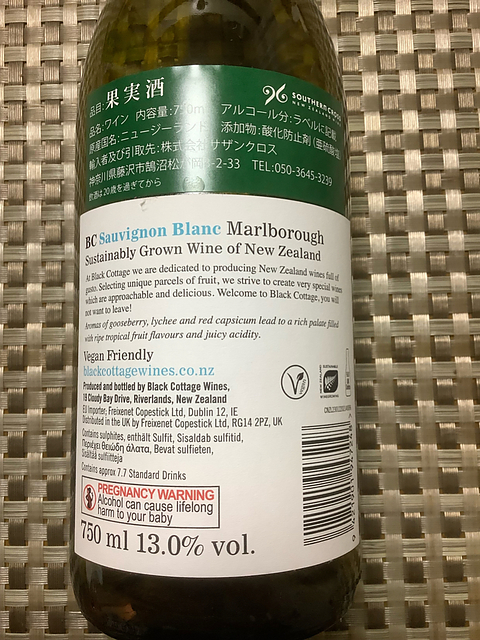 SOUTHERN CROSS
品目:果実酒
品名:ワイン 内容量:750m アルコール分:ラベルに記載
原産国名:ニュージーランド 添加物:酸化防止剤(亜硫酸塩)
輸入者及び引取先:株式会社サザンクロス
神奈川県藤沢市鵠沼松が岡 -2-33 TEL:050-3645-3239
飲酒は20歳を過ぎてから
BC Sauvignon Blanc Marlborough
Sustainably Grown Wine of New Zealand
At Black Cottage we are dedicated to producing New Zealand wines full of
gusto. Selecting unique parcels of fruit, we strive to create very special wines
which are approachable and delicious. Welcome to Black Cottage, you will
not want to leave!
Aromas of gooseberry, lychee and red capsicum lead to a rich palate filled
with ripe tropical fruit flavours and juicy acidity.
Vegan Friendly
blackcottagewines.co.nz
Produced and bottled by Black Cottage Wines,
18 Cloudy Bay Drive, Riverlands, New Zealand
EU Importer, Freixenet Copestick Ltd, Dublin 12, IE
Distributed in the UK by Freixenet Copestick Ltd, RG14 2PZ, UK
Contains sulphites, enthält Sulfit, Sisaldab sulfitid,
Περιέχει θειώδη άλατα, Bevat sulfieten,
Sisältää sulfiitteja
Contains approx 7.7 Standard Drinks
PREGNANCY WARNING
Alcohol can cause lifelong
harm to your baby
750 ml 13.0% vol.